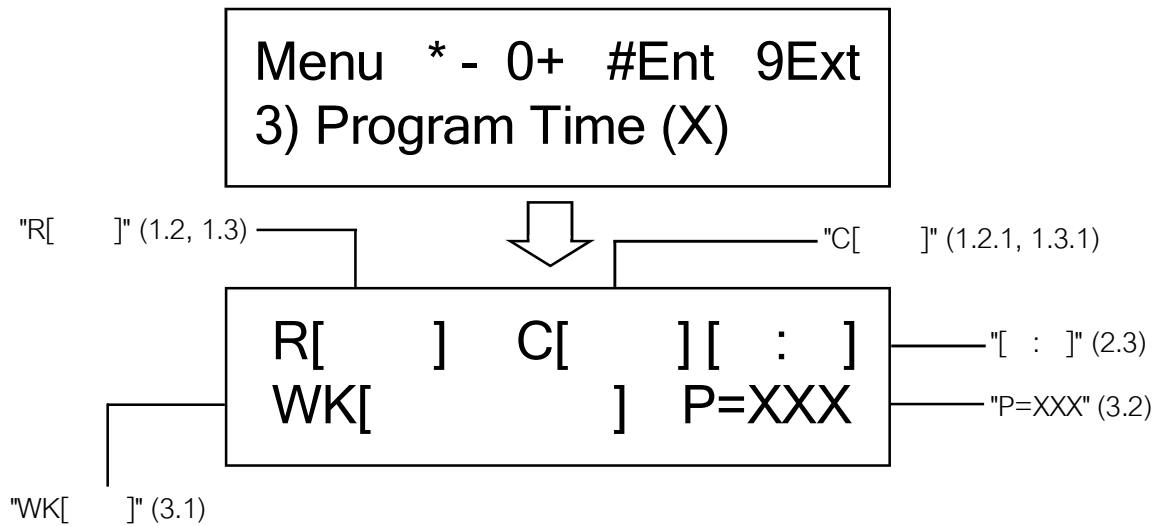 Menu * - 0+ #Ent 9Ext
3) Program Time (X)
"R[ ]" (1.2, 1.3)
"C[ ]" (1.2.1, 1.3.1)
R[ ] C[ ] [ : ]
"[ : ]" (2.3)
WK[ ] P=XXX
"P=XXX" (3.2)
"WK[ ]" (3.1)